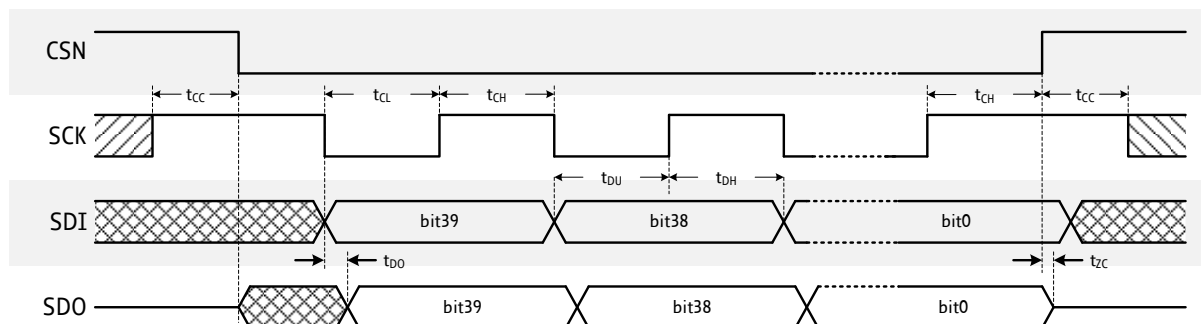 CSN
tCC tCL tCH tCH tCC
SCK
tDU tDH
SDI bit39 bit38 bit0
tDO tZC
SDO bit39 bit38 bit0